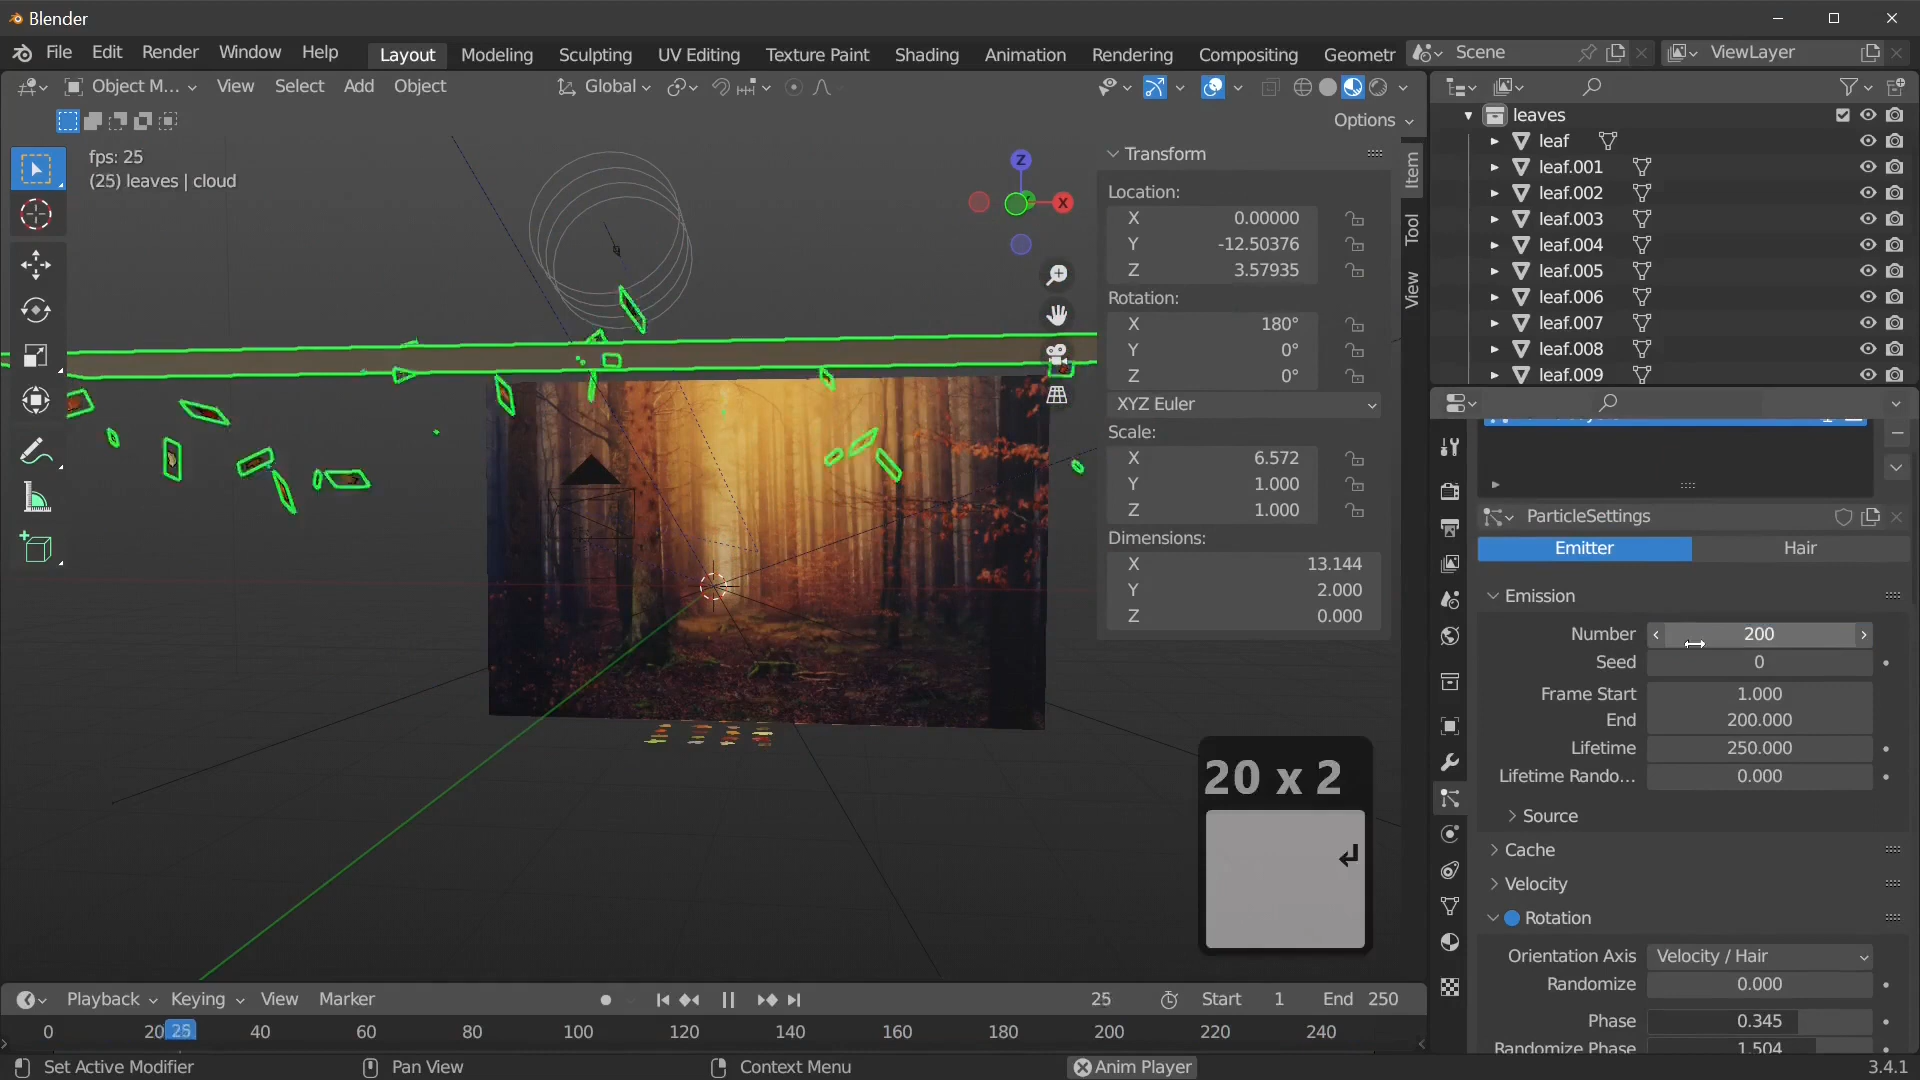 Blender
File Edit Render Window Help Layout Modeling Sculpting UV Editing Texture Paint Shading Animation Rendering Compositing Geometr Scene ViewLayer
Object M... View Select Add Object Global
Options
fps: 25
(25) leaves | cloud
Z
X
Transform
Location:
X 0.00000
Y -12.50376
Z 3.57935
Rotation:
X 180°
Y 0°
Z 0°
XYZ Euler
Scale:
X 6.572
Y 1.000
Z 1.000
Dimensions:
X 13.144
Y 2.000
Z 0.000
Item
Tool
View
leaves
leaf
leaf.001
leaf.002
leaf.003
leaf.004
leaf.005
leaf.006
leaf.007
leaf.008
leaf.009
ParticleSettings
Emitter Hair
Emission
Number 200
Seed 0
Frame Start 1.000
End 200.000
Lifetime 250.000
Lifetime Rando... 0.000
Source
Cache
Velocity
Rotation
Orientation Axis Velocity / Hair
Randomize 0.000
Phase 0.345
Randomize Phase 1.504
20 x 2
Playback Keying View Marker 25 Start 1 End 250
0 20 25 40 60 80 100 120 140 160 180 200 220 240
Set Active Modifier Pan View Context Menu Anim Player 3.4.1